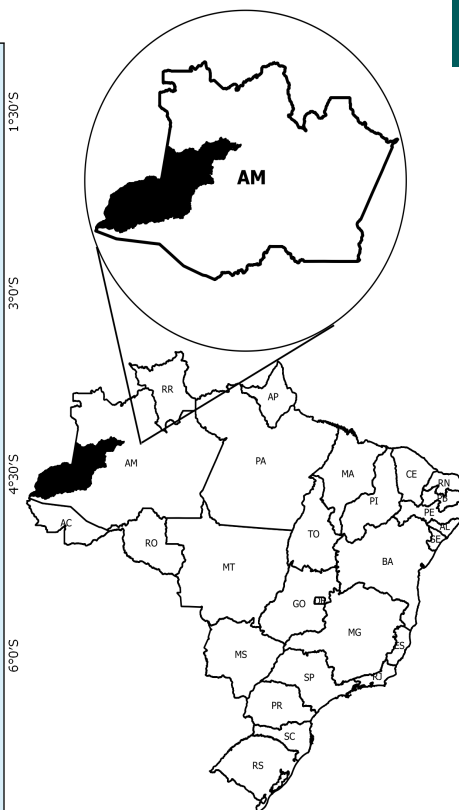 1°30'S
3°0'S
4°30'S
6°0'S
AM
RR
AP
AM
PA
MA
CE
RN
PB
PE
AL
SE
PI
AC
RO
TO
BA
MT
GO
DF
MG
ES
MS
SP
RJ
PR
SC
RS